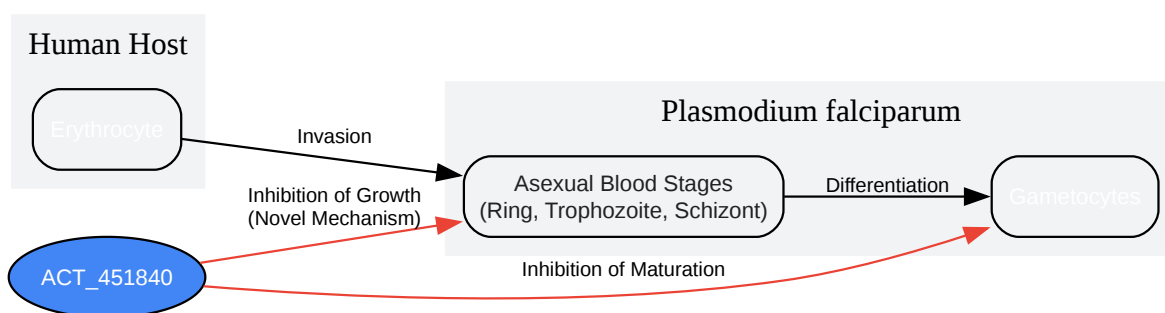 Human Host
Erythrocyte
Invasion
Plasmodium falciparum
Asexual Blood Stages
(Ring, Trophozoite, Schizont)
Differentiation
Gametocytes
Inhibition of Growth
(Novel Mechanism)
ACT_451840
Inhibition of Maturation